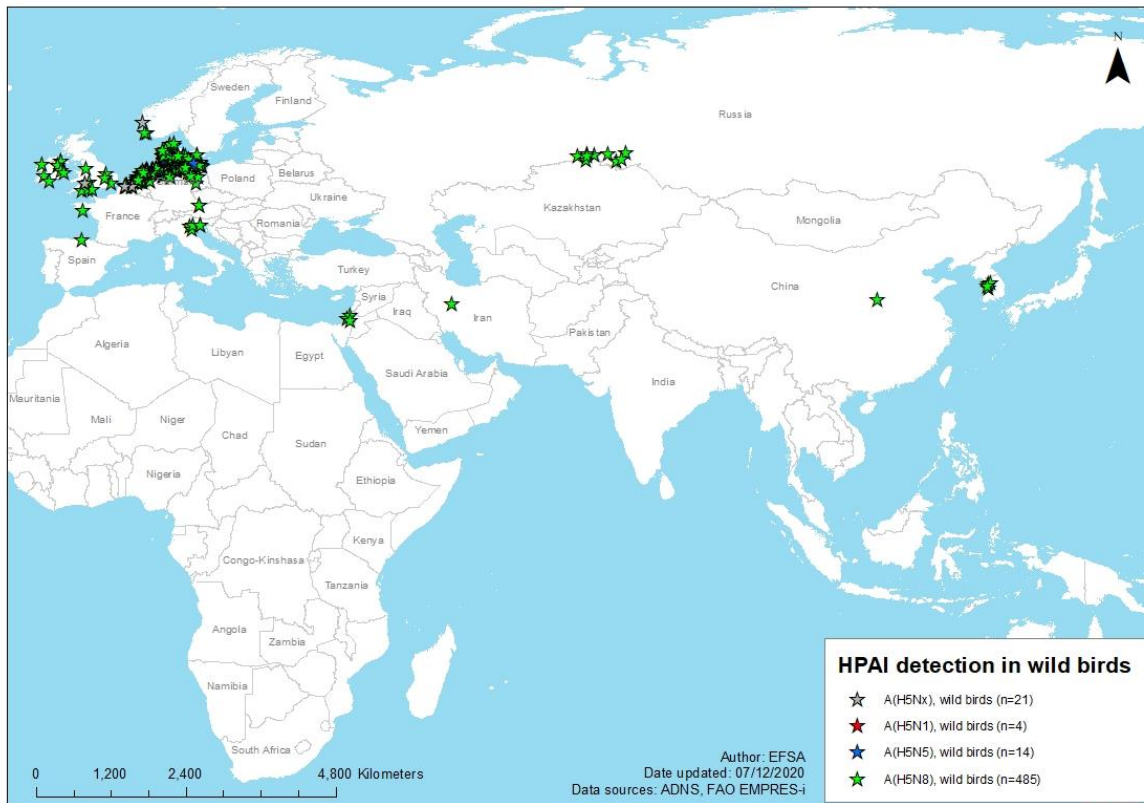 N
Sweden
Finland
Russia
Poland
Belarus
Ukraine
Kazakhstan
Mongolia
France
Romania
Spain
Turkey
China
Syria
Iraq
Iran
Pakistan
Algeria
Libyan
Egypt
Saudi Arabia
India
Mauritania
Mali
Niger
Chad
Sudan
Yemen
Nigeria
Ethiopia
Kenya
Congo-Kinshasa
Tanzania
Angola
Zambia
Namibia
South Africa
0 1,200 2,400 4,800 Kilometers
Author: EFSA
Date updated: 07/12/2020
Data sources: ADNS, FAO EMPRES-i
HPAI detection in wild birds
A(H5Nx), wild birds (n=21)
A(H5N1), wild birds (n=4)
A(H5N5), wild birds (n=14)
A(H5N8), wild birds (n=485)